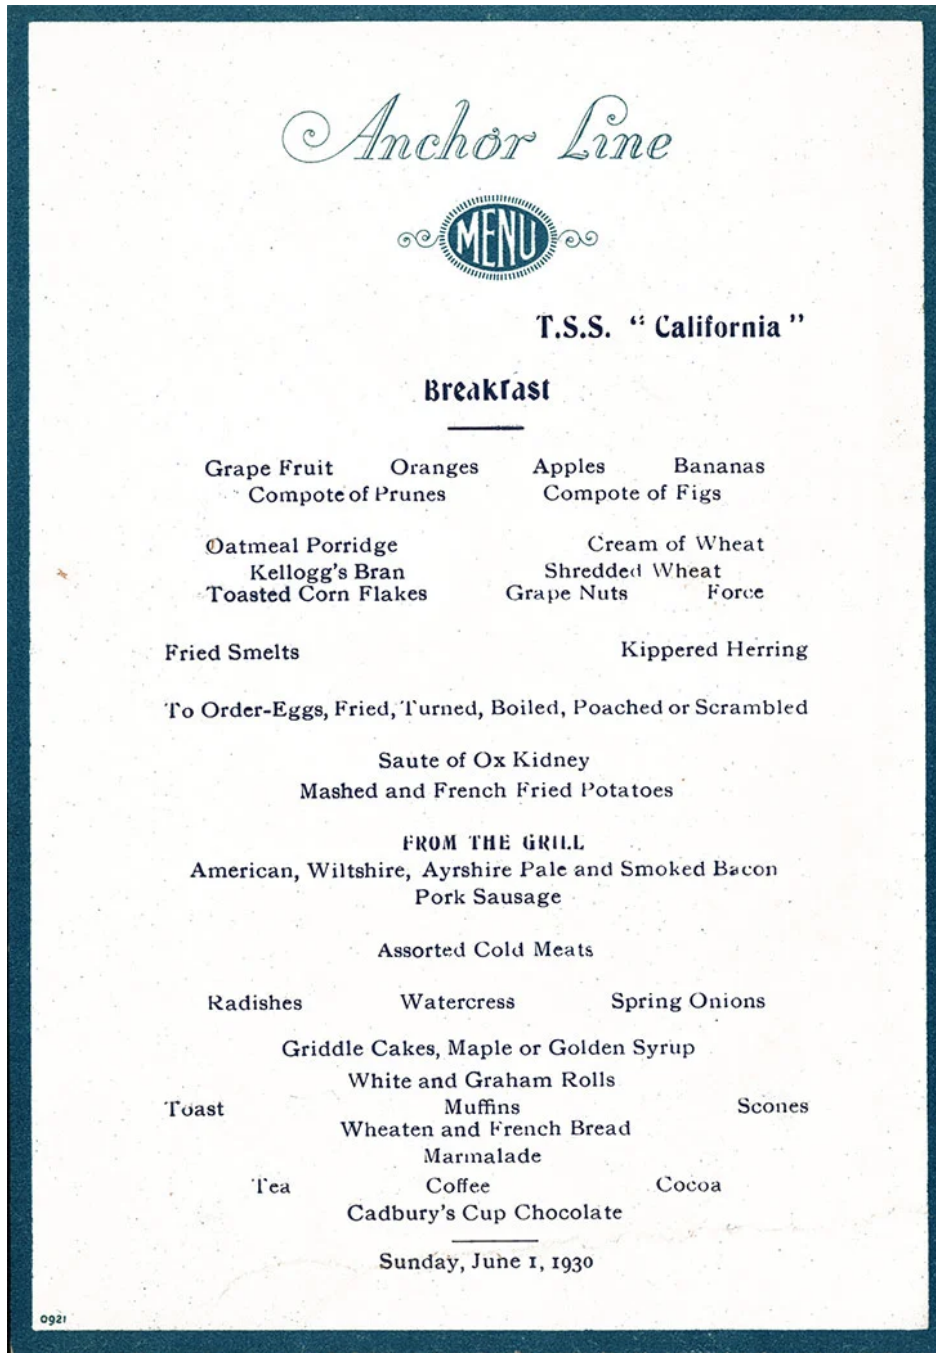 Anchor Line
MENU
T.S.S. "California"
Breakfast
Grape Fruit Oranges Apples Bananas
Compote of Prunes Compote of Figs
Oatmeal Porridge Cream of Wheat
Kellogg's Bran Shredded Wheat
Toasted Corn Flakes Grape Nuts Force
Fried Smelts Kippered Herring
To Order-Eggs, Fried, Turned, Boiled, Poached or Scrambled
Saute of Ox Kidney
Mashed and French Fried Potatoes
FROM THE GRILL
American, Wiltshire, Ayrshire Pale and Smoked Bacon
Pork Sausage
Assorted Cold Meats
Radishes Watercress Spring Onions
Griddle Cakes, Maple or Golden Syrup
White and Graham Rolls
Toast Muffins Scones
Wheaten and French Bread
Marmalade
Tea Coffee Cocoa
Cadbury's Cup Chocolate
Sunday, June 1, 1930
0921